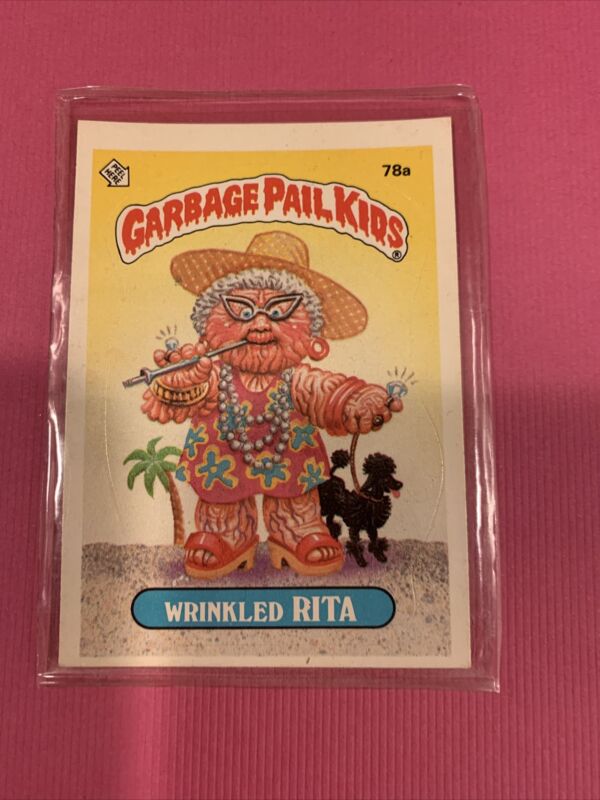 PEEL HERE
78a
GARBAGE PAIL KIDS®
WRINKLED RITA